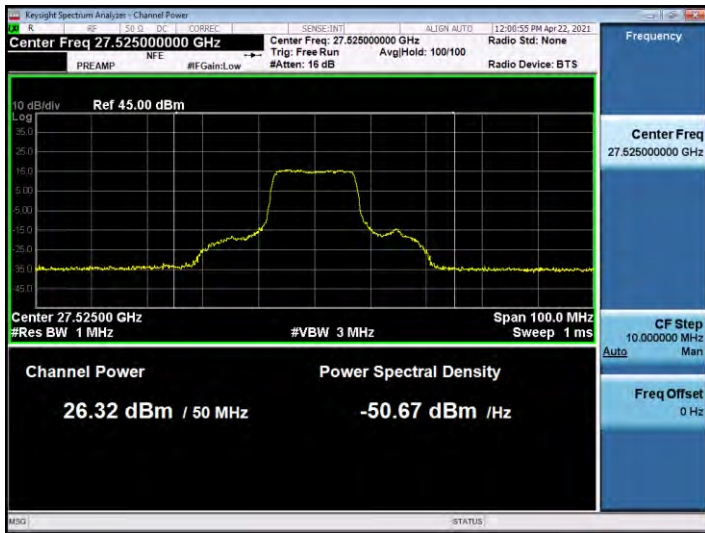 Keysight Spectrum Analyzer - Channel Power
R RF 50 Ω DC CORREC SENSE:INT ALIGN AUTO 12:00:55 PM Apr 22, 2021
Center Freq 27.525000000 GHz
Center Freq: 27.525000000 GHz Radio Std: None
NFE Trig: Free Run Avg|Hold: 100/100
PREAMP #IFGain:Low #Atten: 16 dB Radio Device: BTS
10 dB/div Ref 45.00 dBm
Log
35.0
25.0
15.0
5.00
-5.00
-15.0
-25.0
-35.0
-45.0
Center 27.52500 GHz Span 100.0 MHz
#Res BW 1 MHz #VBW 3 MHz Sweep 1 ms
Channel Power Power Spectral Density
26.32 dBm / 50 MHz -50.67 dBm /Hz
MSG STATUS
Frequency
Center Freq
27.525000000 GHz
CF Step
10.000000 MHz
Auto Man
Freq Offset
0 Hz